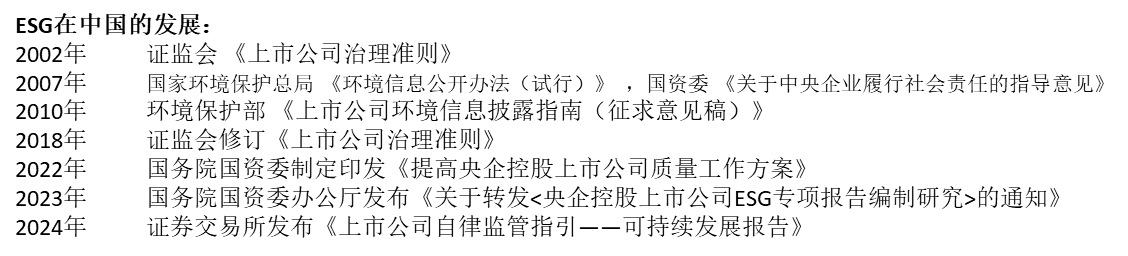 ESG在中国的发展：
2002年 证监会 《上市公司治理准则》
2007年 国家环境保护总局 《环境信息公开办法（试行）》 ，国资委 《关于中央企业履行社会责任的指导意见》
2010年 环境保护部 《上市公司环境信息披露指南（征求意见稿）》
2018年 证监会修订《上市公司治理准则》
2022年 国务院国资委制定印发《提高央企控股上市公司质量工作方案》
2023年 国务院国资委办公厅发布《关于转发<央企控股上市公司ESG专项报告编制研究>的通知》
2024年 证券交易所发布《上市公司自律监管指引——可持续发展报告》